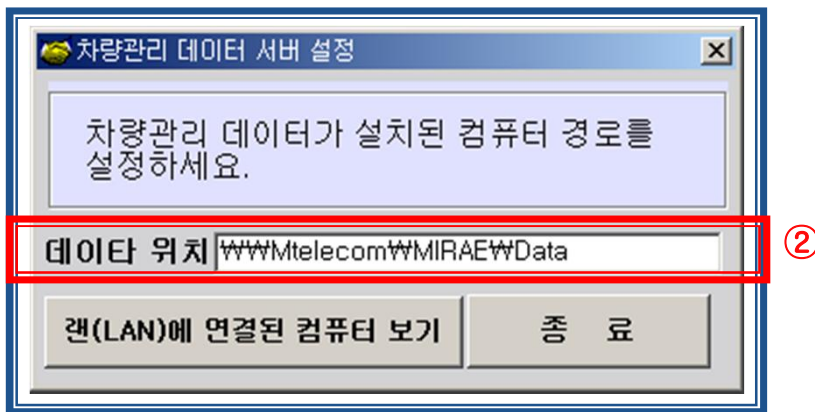 차량관리 데이터 서버 설정
차량관리 데이터가 설치된 컴퓨터 경로를
설정하세요.
데이타 위치 ₩₩₩Mtelecom₩MIRAE₩Data
②
랜(LAN)에 연결된 컴퓨터 보기 종 료